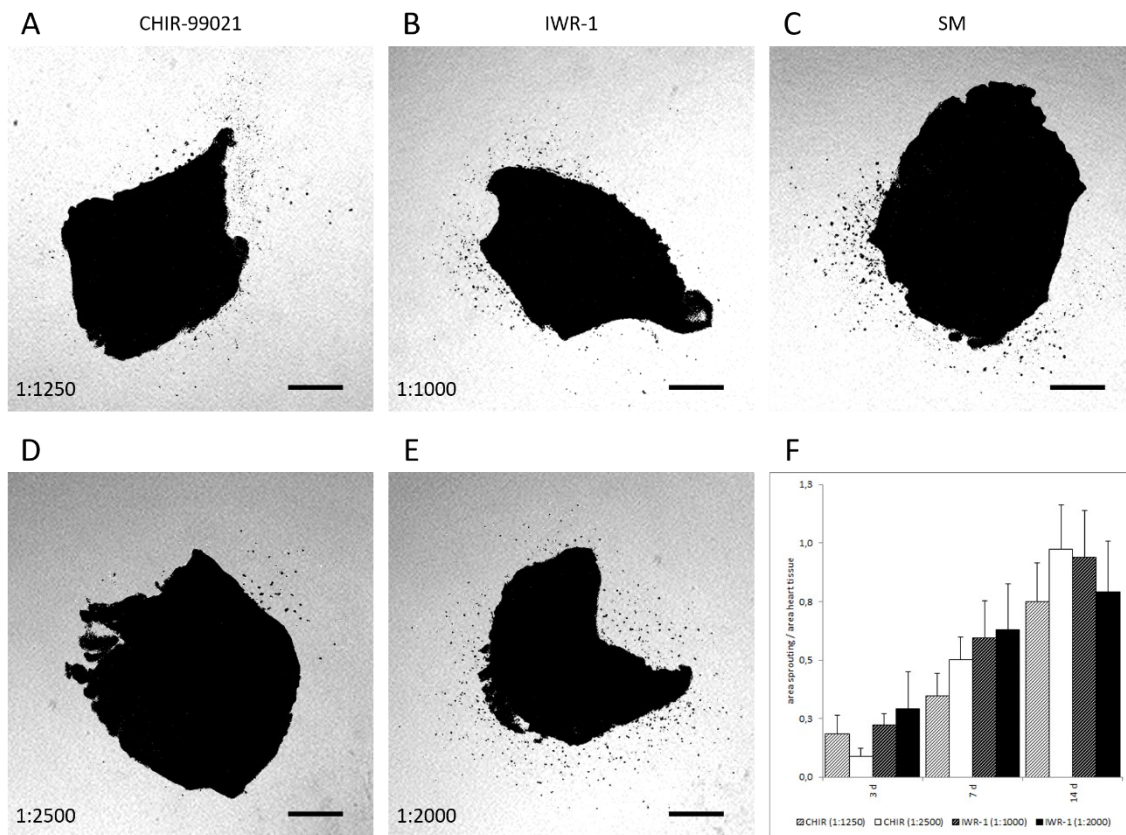 A CHIR-99021
B IWR-1
C SM
1:1250
1:1000
D
E
F
1:2500
1:2000
area sprouting / area heart tissue
1,3
1,0
0,8
0,5
0,3
0,0
3 d
7 d
14 d
CHIR (1:1250) CHIR (1:2500) IWR-1 (1:1000) IWR-1 (1:2000)